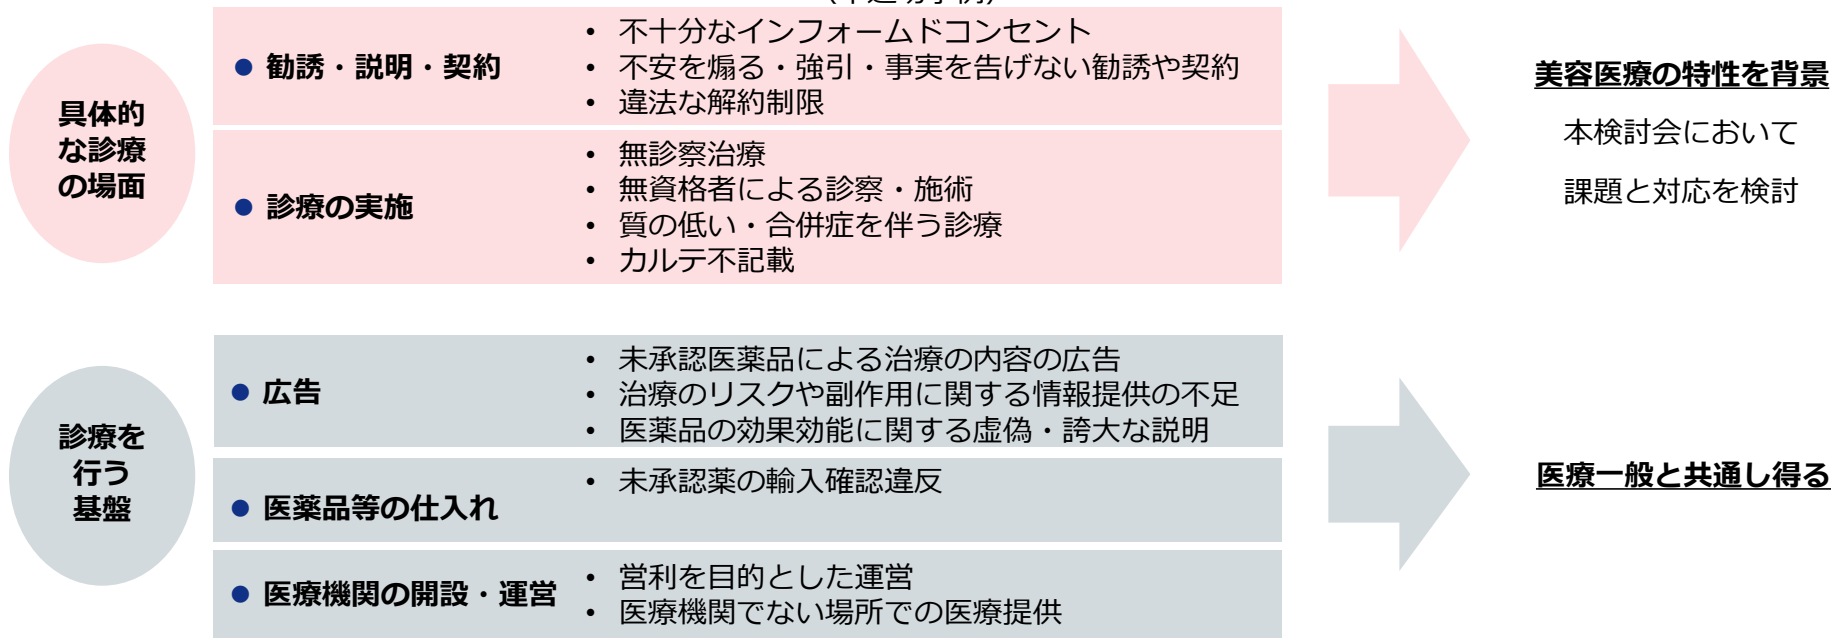 具体的
な診療
の場面
● 勧誘・説明・契約
• 不十分なインフォームドコンセント
• 不安を煽る・強引・事実を告げない勧誘や契約
• 違法な解約制限
● 診療の実施
• 無診察治療
• 無資格者による診察・施術
• 質の低い・合併症を伴う診療
• カルテ不記載
美容医療の特性を背景
本検討会において
課題と対応を検討
診療を
行う
基盤
● 広告
• 未承認医薬品による治療の内容の広告
• 治療のリスクや副作用に関する情報提供の不足
• 医薬品の効果効能に関する虚偽・誇大な説明
● 医薬品等の仕入れ
• 未承認薬の輸入確認違反
● 医療機関の開設・運営
• 営利を目的とした運営
• 医療機関でない場所での医療提供
医療一般と共通し得る